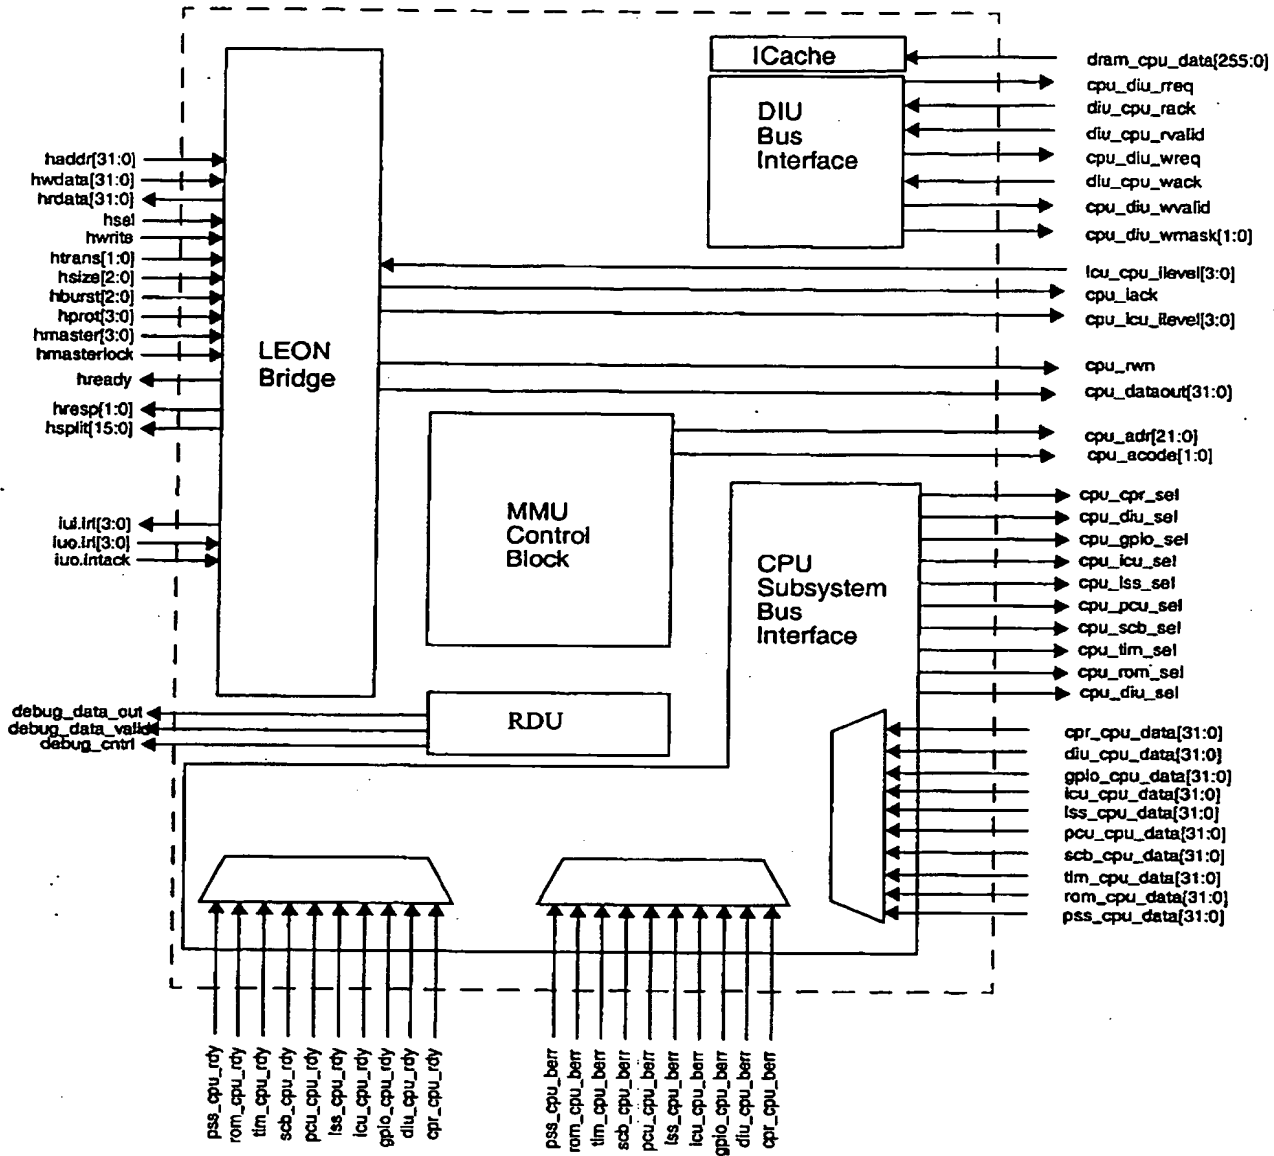 ICache
dram_cpu_data[255:0]
cpu_diu_rreq
diu_cpu_rack
diu_cpu_rvalid
cpu_diu_wreq
diu_cpu_wack
cpu_diu_wvalid
cpu_diu_wmask[1:0]
DIU
Bus
Interface
haddr[31:0]
hwdata[31:0]
hrdata[31:0]
hsel
hwrite
htrans[1:0]
hsize[2:0]
hburst[2:0]
hprot[3:0]
hmaster[3:0]
hmasterlock
hready
hresp[1:0]
hsplit[15:0]
LEON
Bridge
icu_cpu_ilevel[3:0]
cpu_iack
cpu_icu_ilevel[3:0]
cpu_rwn
cpu_dataout[31:0]
cpu_adr[21:0]
cpu_acode[1:0]
iui.irl[3:0]
iuo.irl[3:0]
iuo.intack
MMU
Control
Block
CPU
Subsystem
Bus
Interface
cpu_cpr_sel
cpu_diu_sel
cpu_gpio_sel
cpu_icu_sel
cpu_lss_sel
cpu_pcu_sel
cpu_scb_sel
cpu_tim_sel
cpu_rom_sel
cpu_diu_sel
debug_data_out
debug_data_valid
debug_cntrl
RDU
cpr_cpu_data[31:0]
diu_cpu_data[31:0]
gpio_cpu_data[31:0]
icu_cpu_data[31:0]
lss_cpu_data[31:0]
pcu_cpu_data[31:0]
scb_cpu_data[31:0]
tim_cpu_data[31:0]
rom_cpu_data[31:0]
pss_cpu_data[31:0]
pss_cpu_rdy
rom_cpu_rdy
tim_cpu_rdy
scb_cpu_rdy
pcu_cpu_rdy
lss_cpu_rdy
icu_cpu_rdy
gpio_cpu_rdy
diu_cpu_rdy
cpr_cpu_rdy
pss_cpu_berr
rom_cpu_berr
tim_cpu_berr
scb_cpu_berr
pcu_cpu_berr
lss_cpu_berr
icu_cpu_berr
gpio_cpu_berr
diu_cpu_berr
cpr_cpu_berr